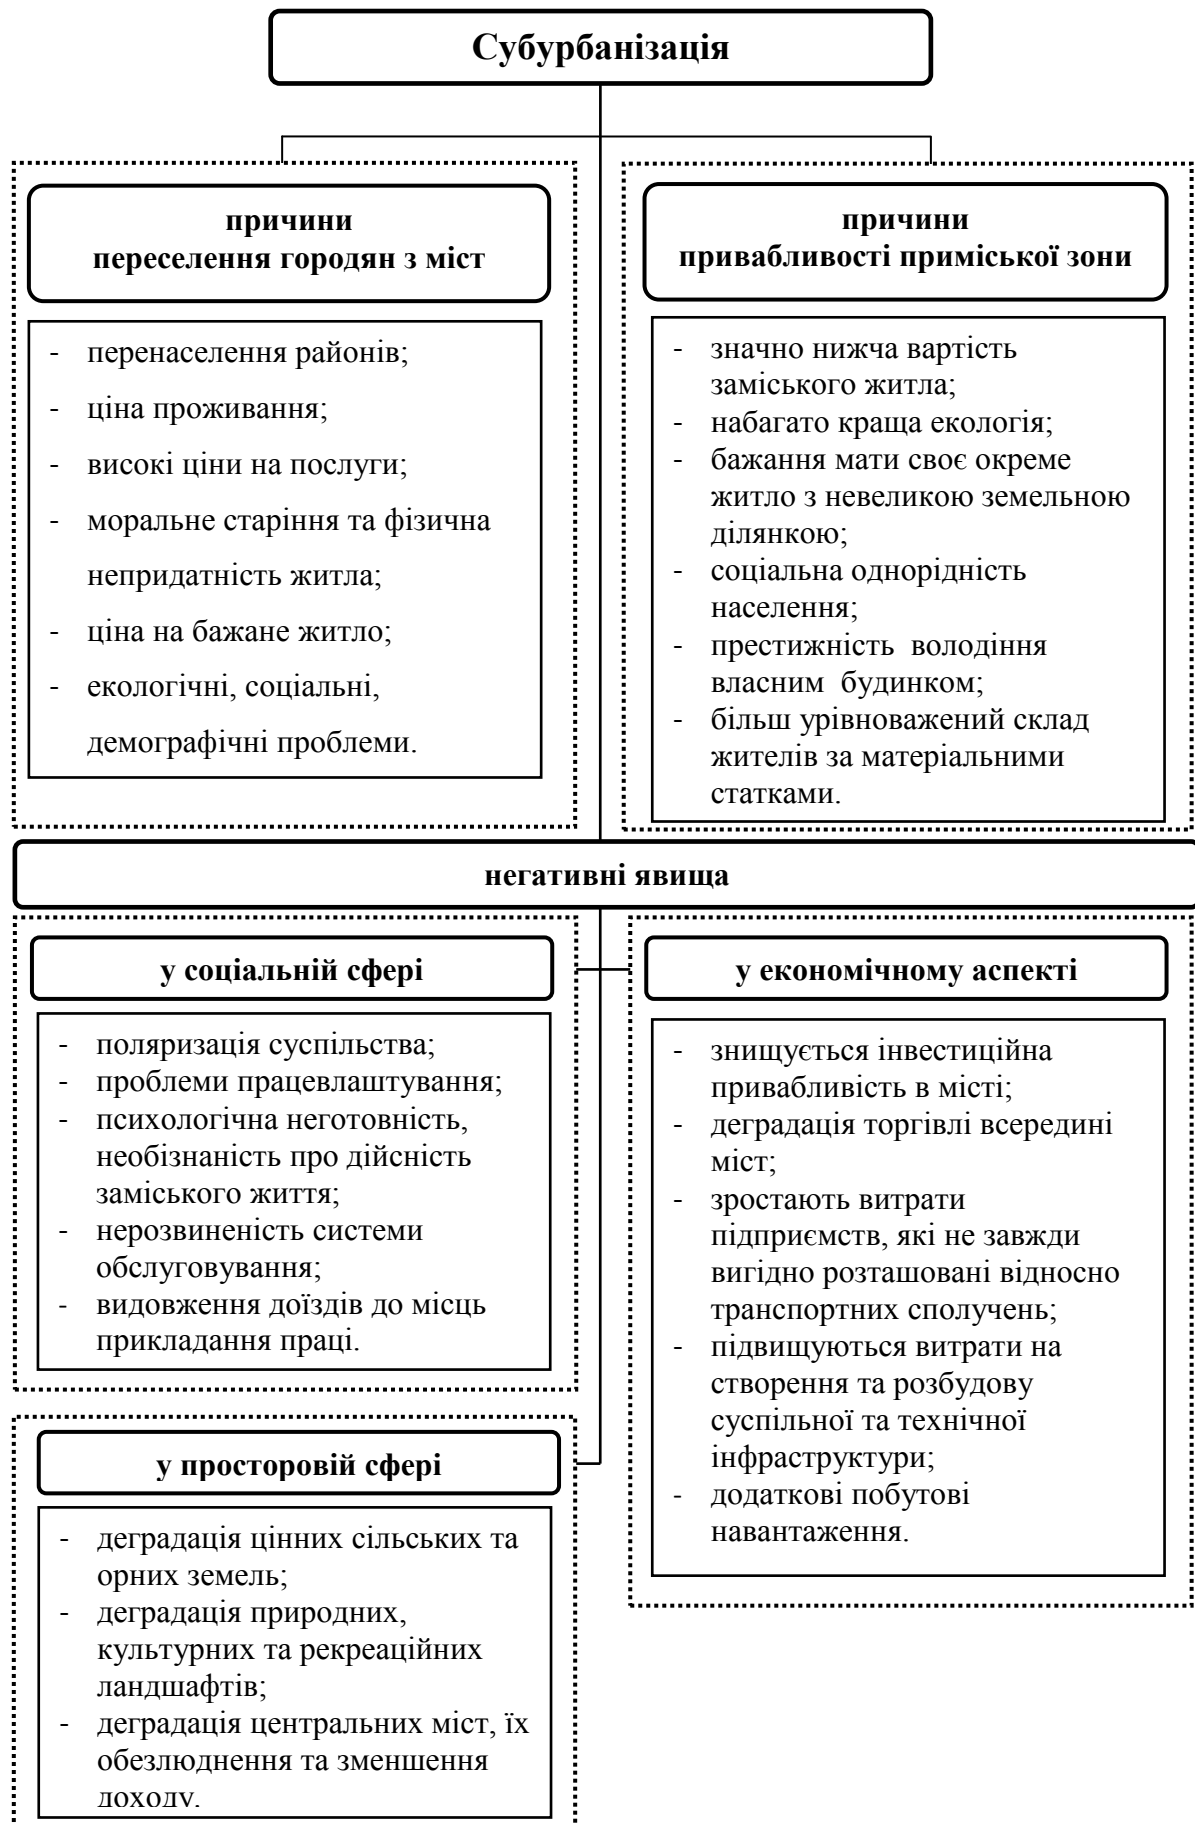 Субурбанізація
причини
переселення городян з міст
- перенаселення районів;
- ціна проживання;
- високі ціни на послуги;
- моральне старіння та фізична
непридатність житла;
- ціна на бажане житло;
- екологічні, соціальні,
демографічні проблеми.
причини
привабливості приміської зони
- значно нижча вартість
заміського житла;
- набагато краща екологія;
- бажання мати своє окреме
житло з невеликою земельною
ділянкою;
- соціальна однорідність
населення;
- престижність володіння
власним будинком;
- більш урівноважений склад
жителів за матеріальними
статками.
негативні явища
у соціальній сфері
- поляризація суспільства;
- проблеми працевлаштування;
- психологічна неготовність,
необізнаність про дійсність
заміського життя;
- нерозвиненість системи
обслуговування;
- видовження доїздів до місць
прикладання праці.
у економічному аспекті
- знищується інвестиційна
привабливість в місті;
- деградація торгівлі всередині
міст;
- зростають витрати
підприємств, які не завжди
вигідно розташовані відносно
транспортних сполучень;
- підвищуються витрати на
створення та розбудову
суспільної та технічної
інфраструктури;
- додаткові побутові
навантаження.
у просторовій сфері
- деградація цінних сільських та
орних земель;
- деградація природних,
культурних та рекреаційних
ландшафтів;
- деградація центральних міст, їх
обезлюднення та зменшення
доходу.